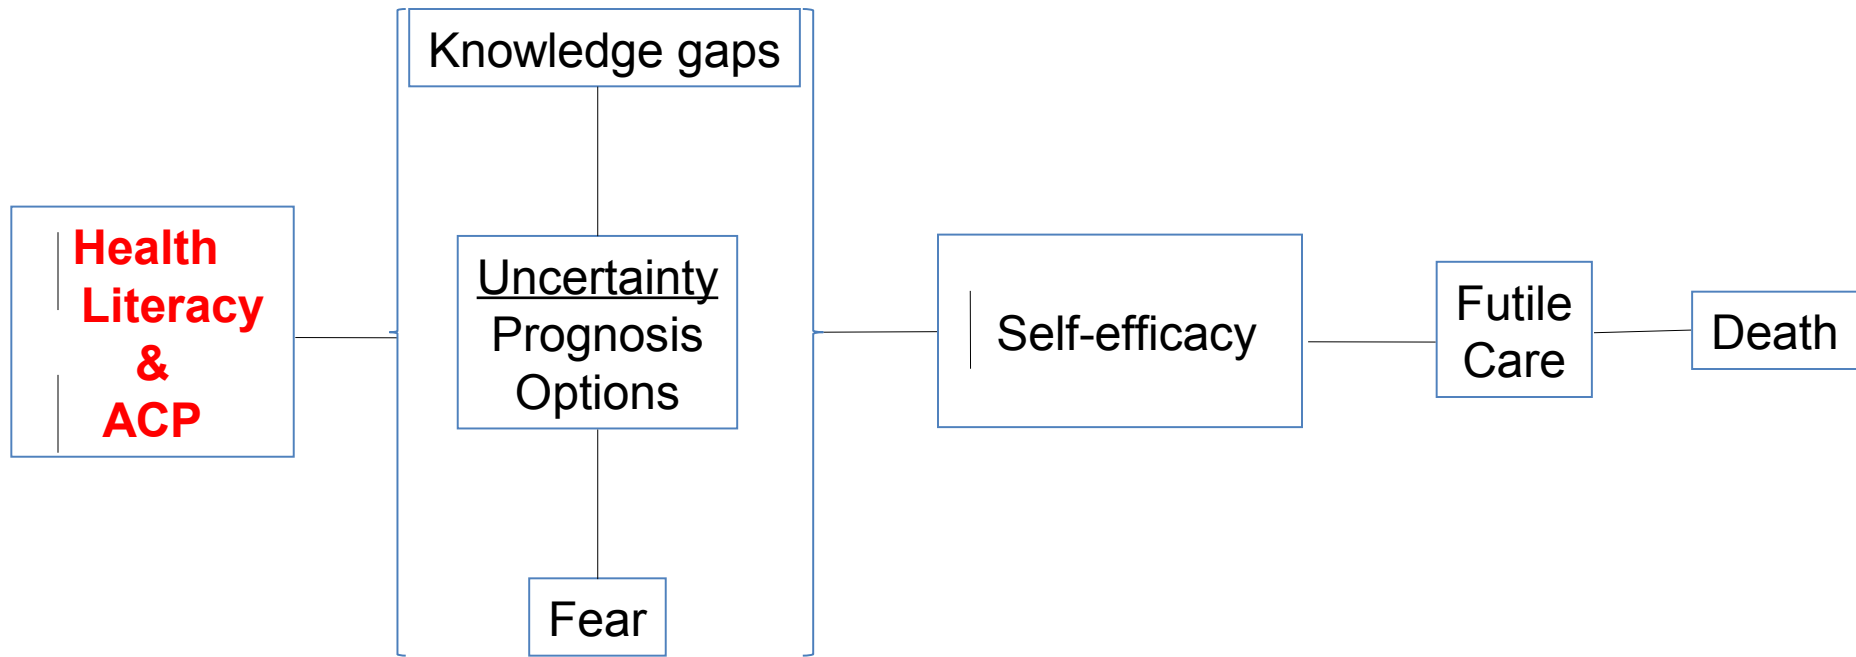 Knowledge gaps
Health
Literacy
&
ACP
Uncertainty
Prognosis
Options
Fear
Self-efficacy
Futile
Care
Death